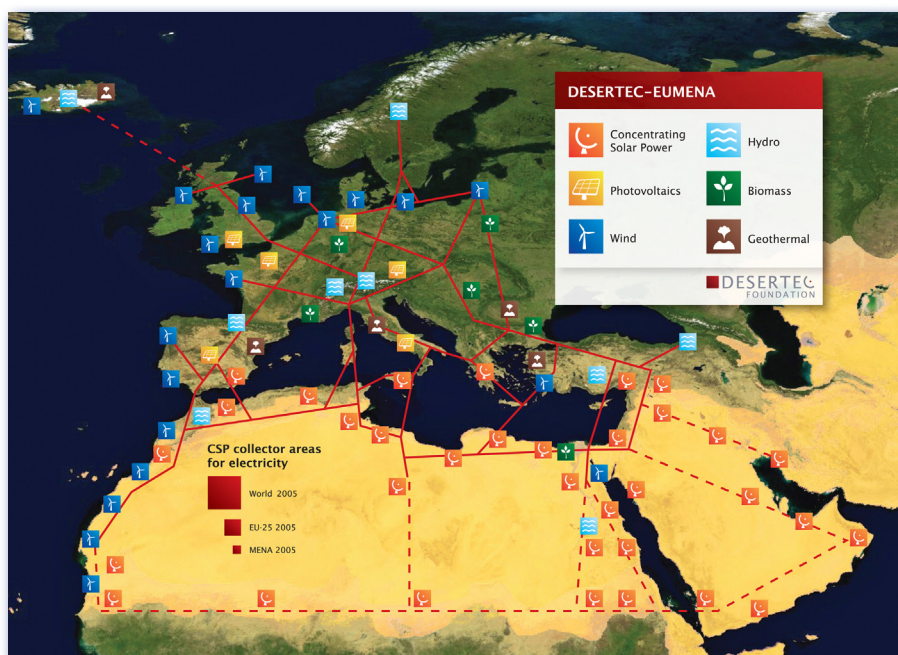 DESERTEC–EUMENA
Concentrating
Solar Power
Hydro
Photovoltaics
Biomass
Wind
Geothermal
DESERTEC
FOUNDATION
CSP collector areas
for electricity
World 2005
EU-25 2005
MENA 2005